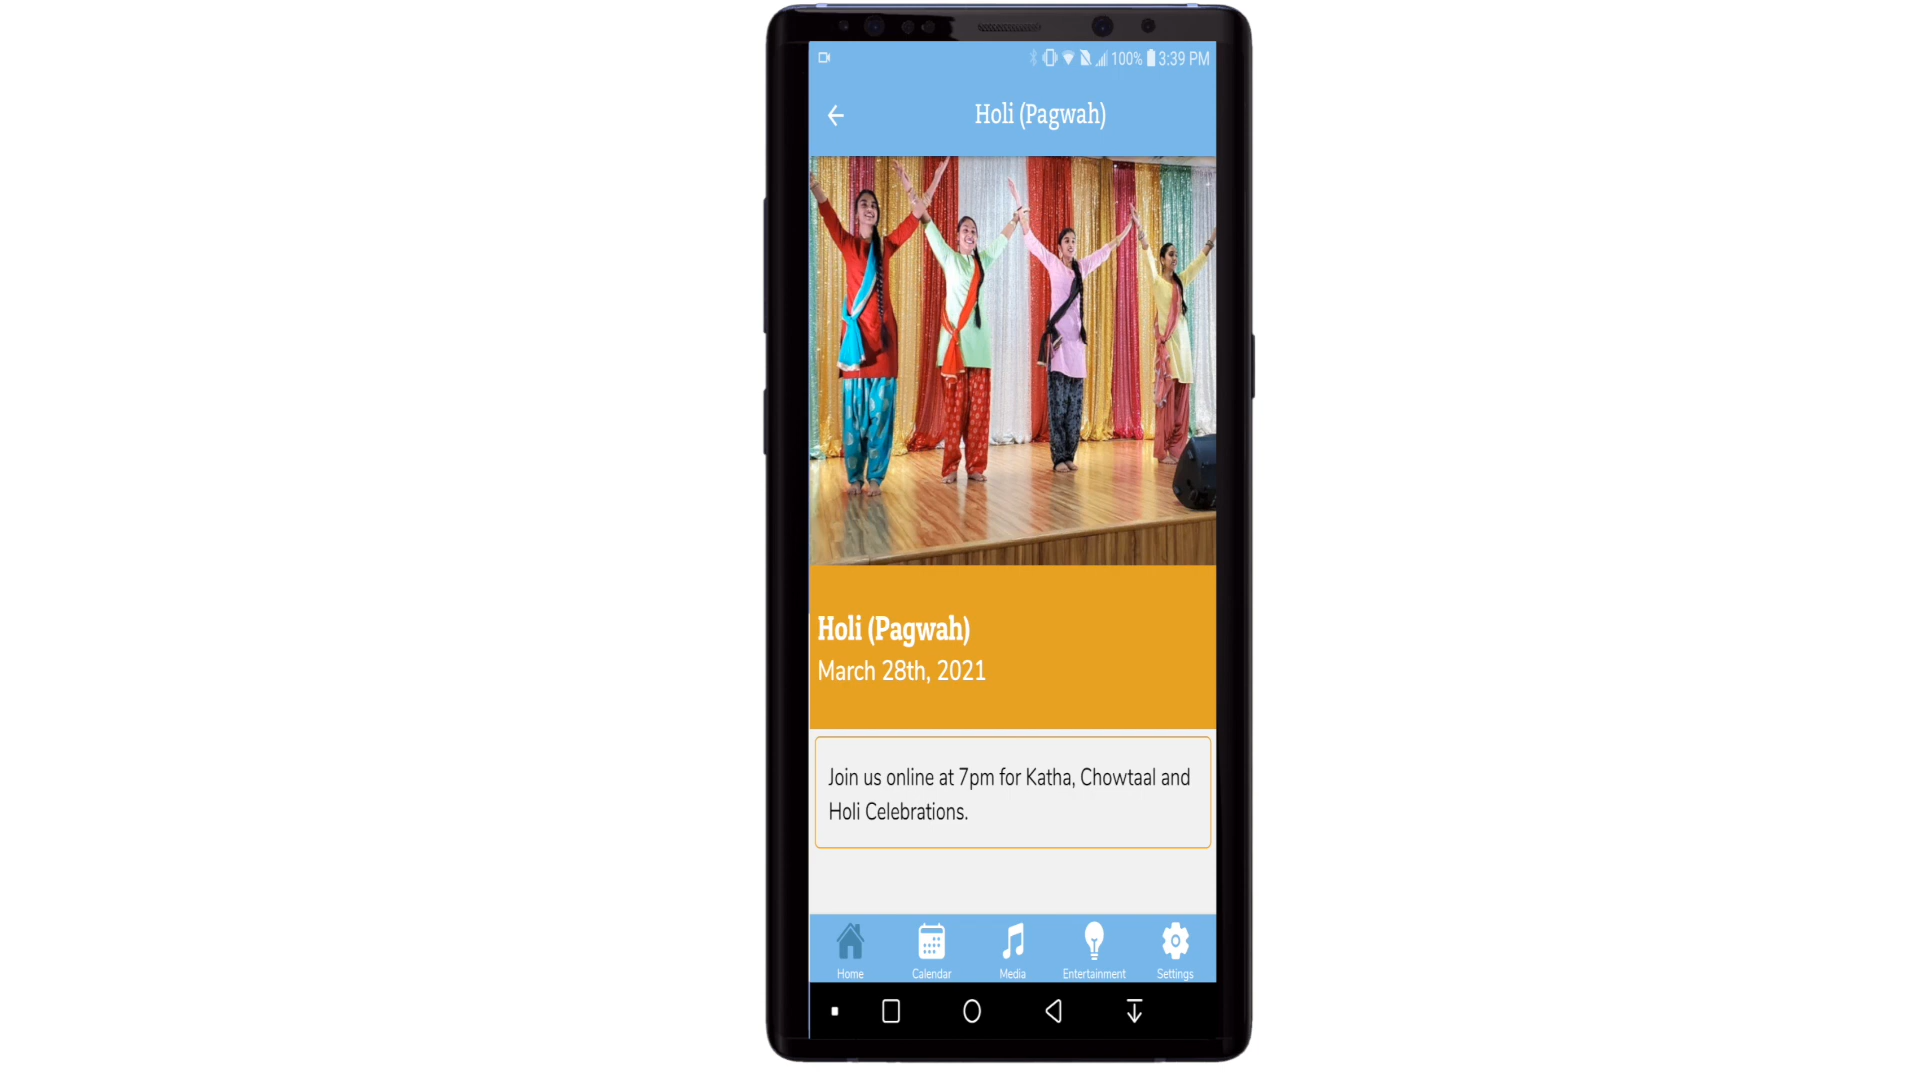 100% 3:39 PM
Holi (Pagwah)
Holi (Pagwah)
March 28th, 2021
Join us online at 7pm for Katha, Chowtaal and
Holi Celebrations.
Home Calendar Media Entertainment Settings